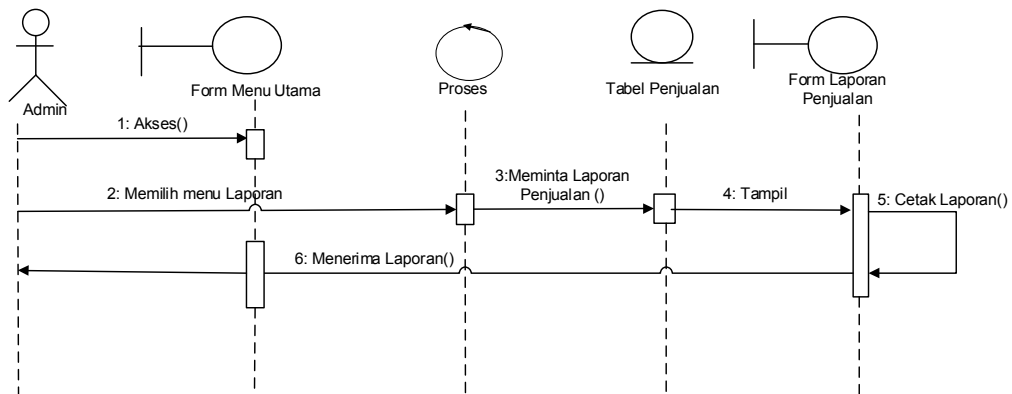 Admin
Form Menu Utama
Proses
Tabel Penjualan
Form Laporan
Penjualan
1: Akses()
2: Memilih menu Laporan
3:Meminta Laporan
Penjualan ()
4: Tampil
5: Cetak Laporan()
6: Menerima Laporan()